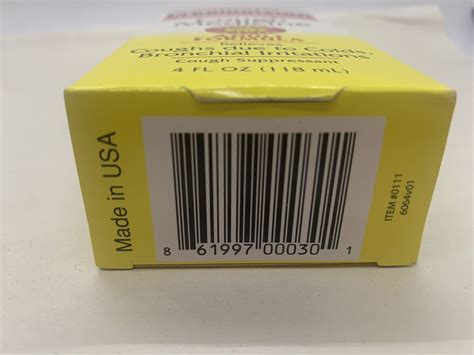 Relieves
Coughs due to Colds,
Bronchial Irritations
Cough Suppressant
4 FL OZ (118 mL)
Made in USA
8 61997 00030 1
ITEM #0111
6064v01